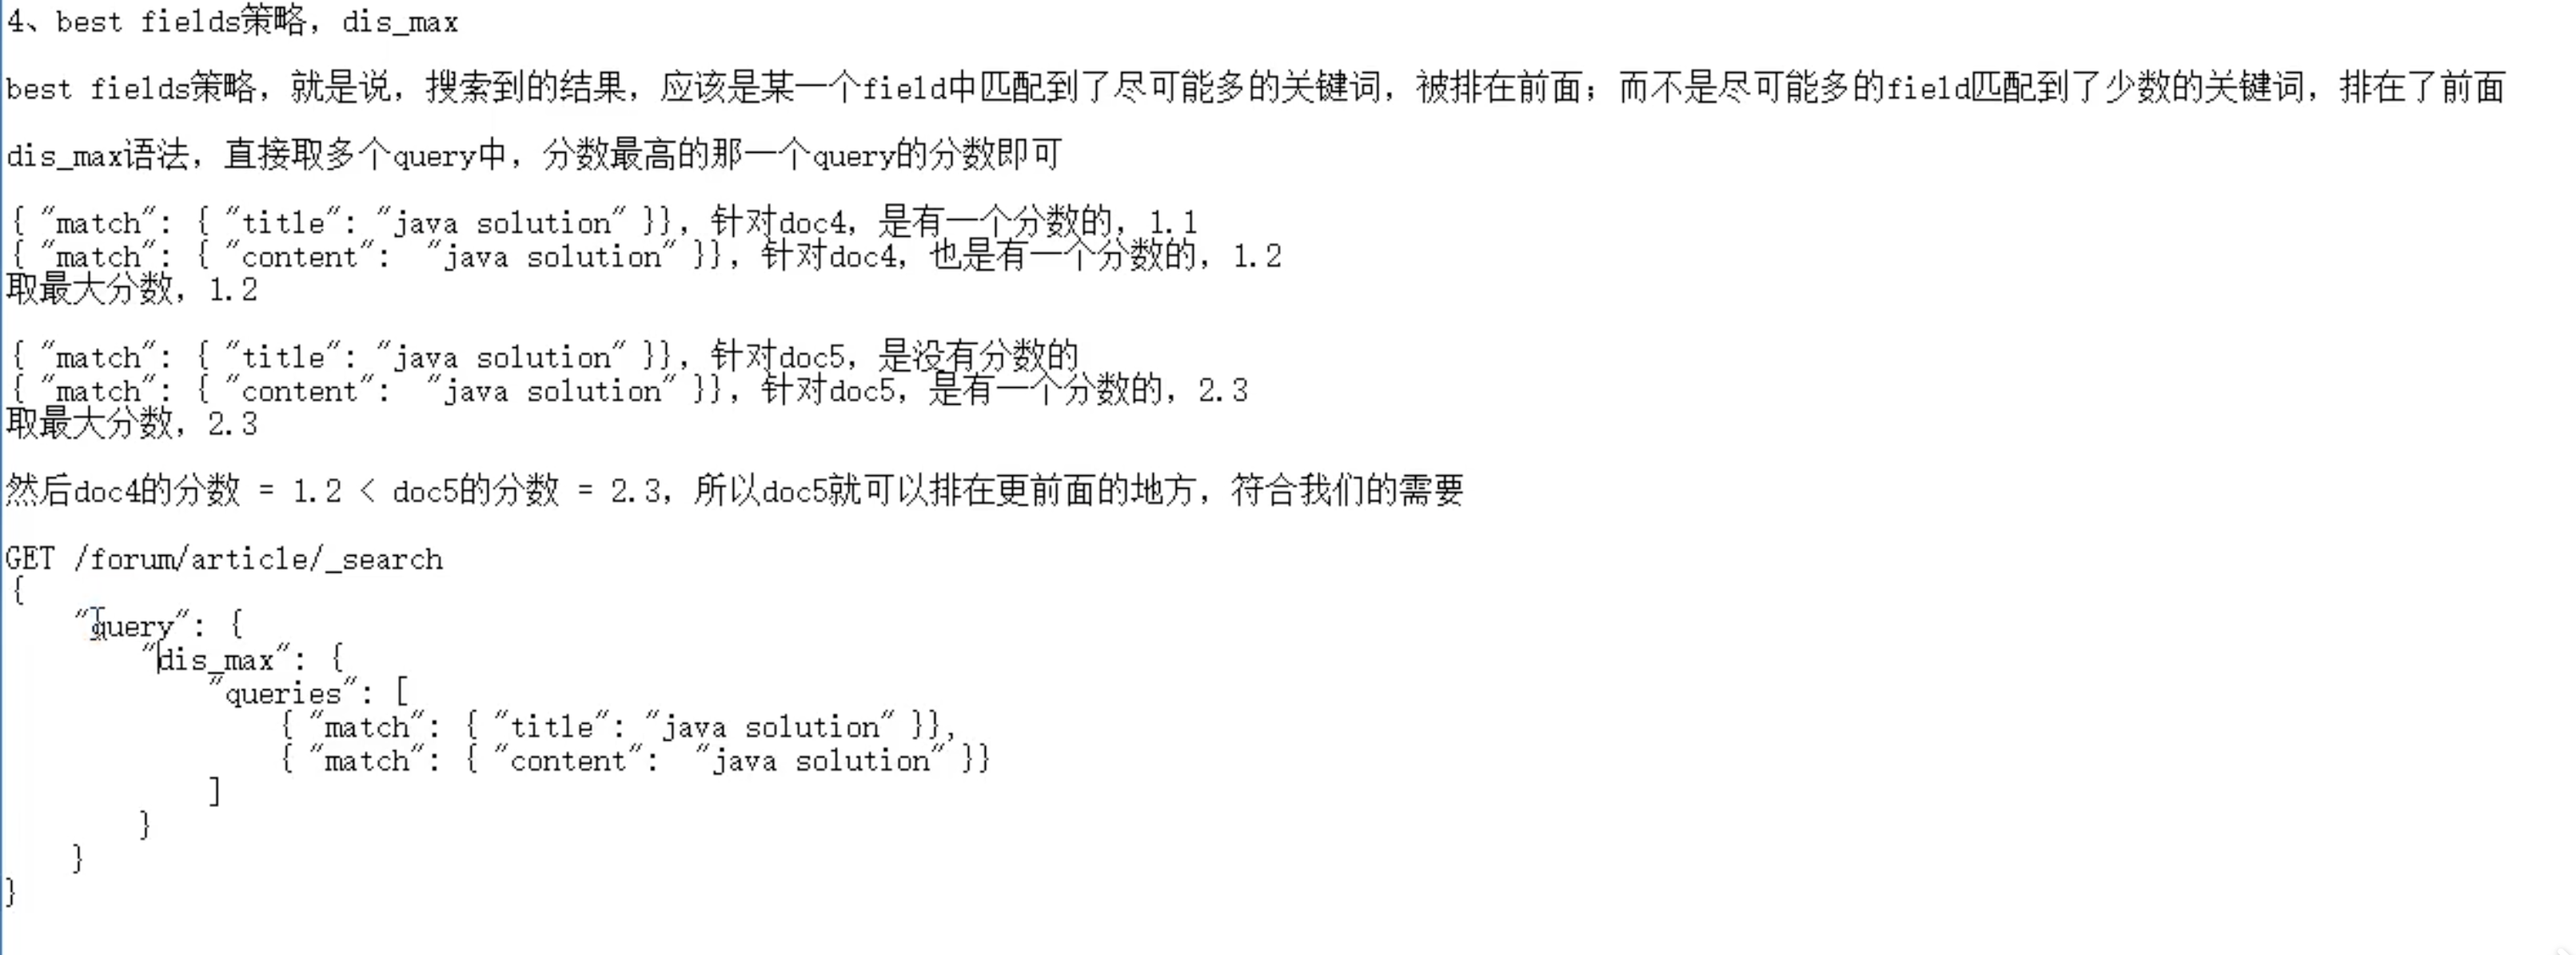 4、best fields策略，dis_max
best fields策略，就是说，搜索到的结果，应该是某一个field中匹配到了尽可能多的关键词，被排在前面；而不是尽可能多的field匹配到了少数的关键词，排在了前面
dis_max语法，直接取多个query中，分数最高的那一个query的分数即可
{ "match": { "title": "java solution" }}，针对doc4，是有一个分数的，1.1
{ "match": { "content":  "java solution" }}，针对doc4，也是有一个分数的，1.2
取最大分数，1.2
{ "match": { "title": "java solution" }}，针对doc5，是没有分数的
{ "match": { "content":  "java solution" }}，针对doc5，是有一个分数的，2.3
取最大分数，2.3
然后doc4的分数 = 1.2 < doc5的分数 = 2.3，所以doc5就可以排在更前面的地方，符合我们的需要
GET /forum/article/_search
{
    "query": {
        "dis_max": {
            "queries": [
                { "match": { "title": "java solution" }},
                { "match": { "content":  "java solution" }}
            ]
        }
    }
}